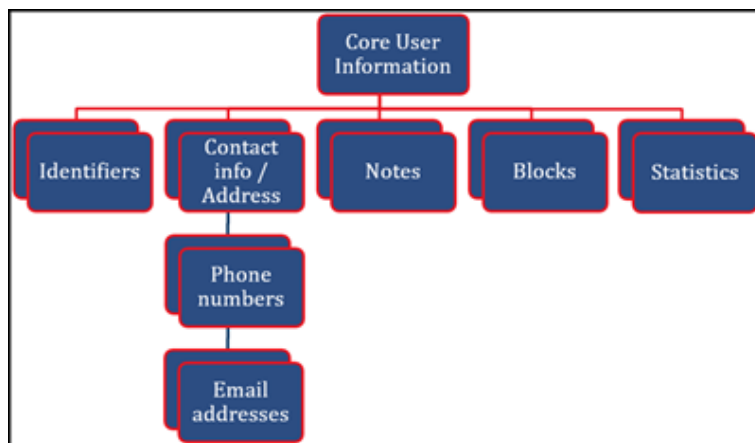 Core User
Information
Identifiers
Contact
info /
Address
Notes
Blocks
Statistics
Phone
numbers
Email
addresses